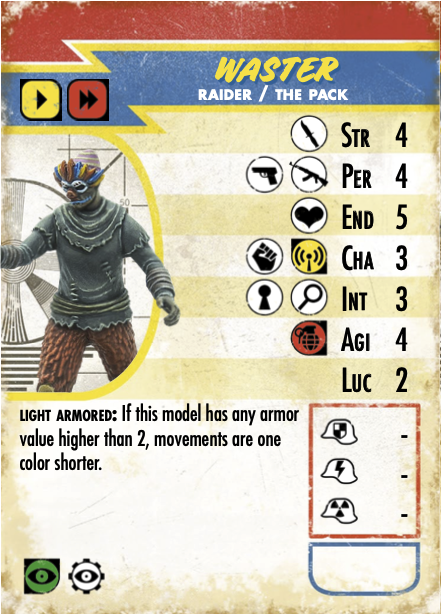 WASTER
RAIDER / THE PACK
STR 4
PER 4
END 5
CHA 3
INT 3
AGI 4
LUC 2
50
LIGHT ARMORED: If this model has any armor
value higher than 2, movements are one
color shorter.
-
-
-